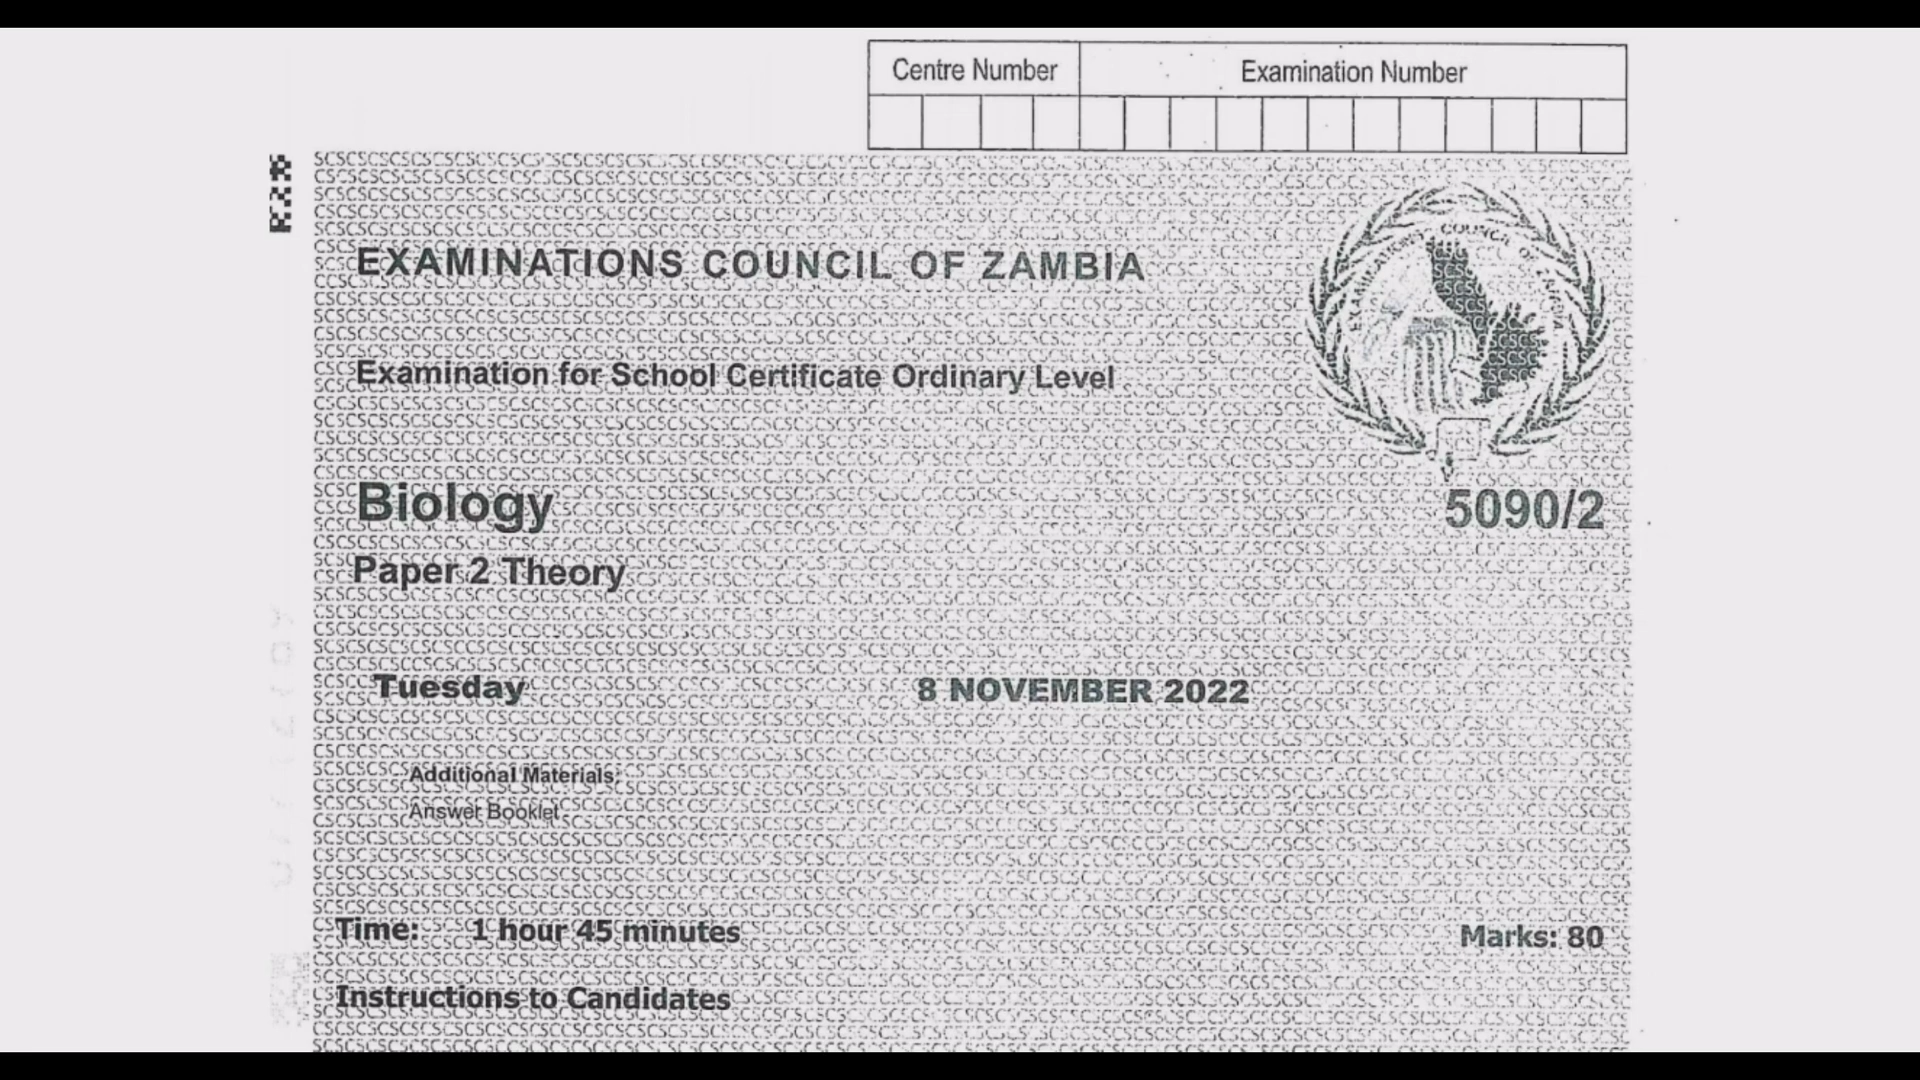 Centre Number
Examination Number
EXAMINATIONS COUNCIL OF ZAMBIA
Examination for School Certificate Ordinary Level
Biology
5090/2
Paper 2 Theory
Tuesday
8 NOVEMBER 2022
Additional Materials:
Answer Booklet
Time: 1 hour 45 minutes
Marks: 80
Instructions to Candidates